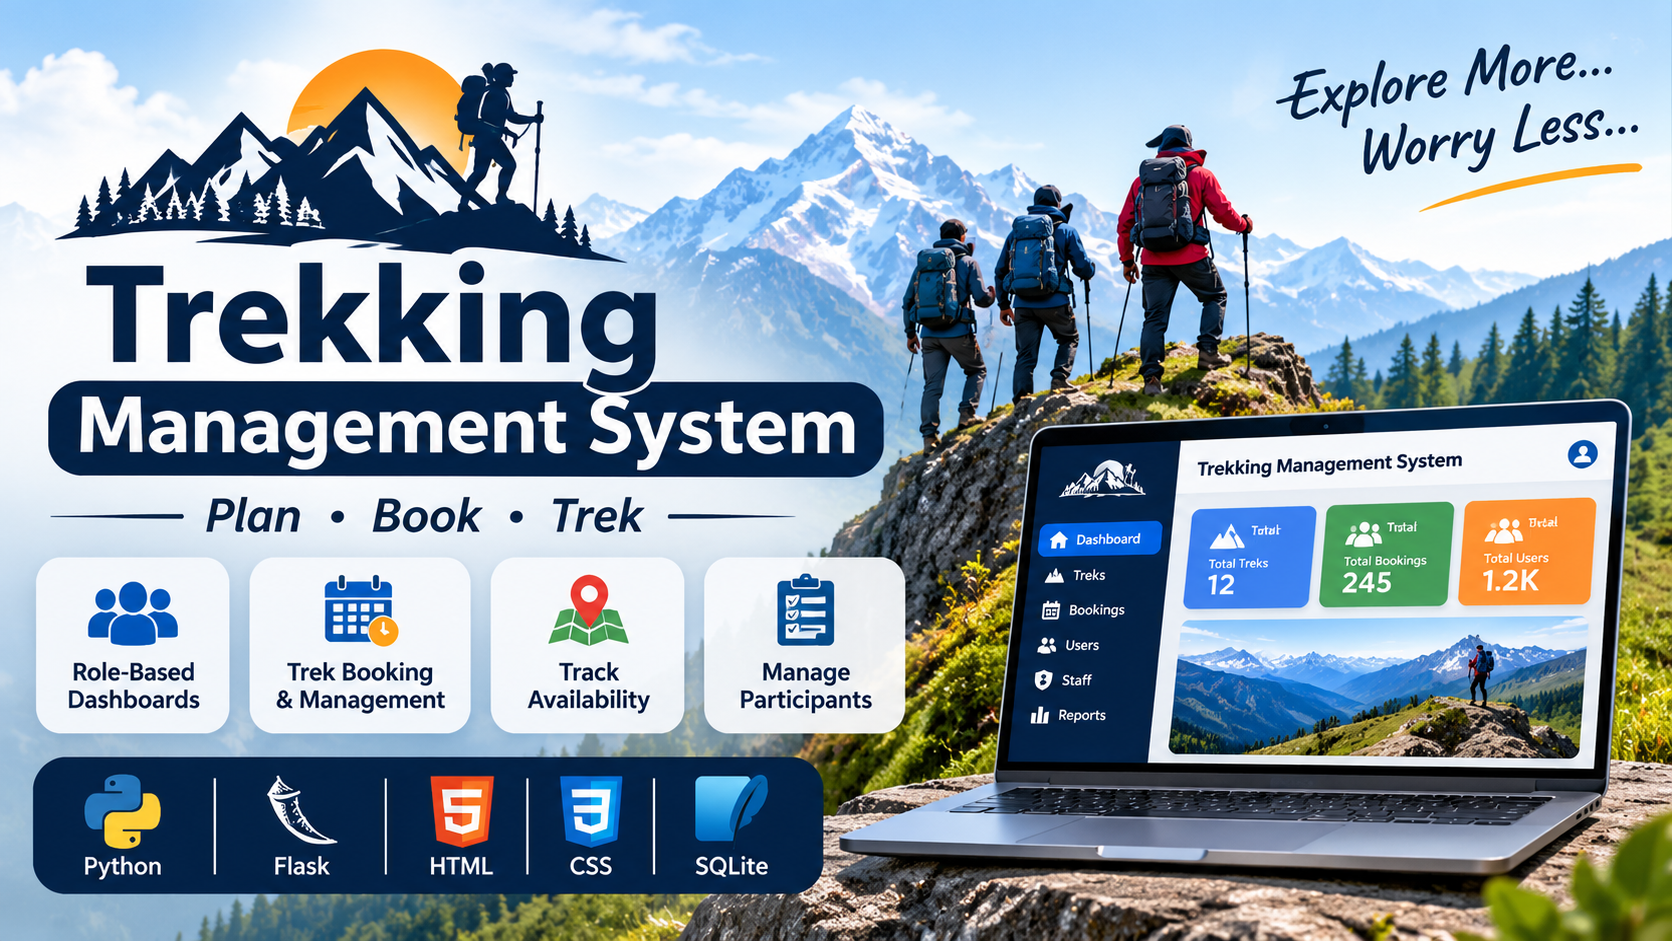 Explore More...
Worry Less...
Trekking
Management System
Plan • Book • Trek
Role-Based
Dashboards
Trek Booking
& Management
Track
Availability
Manage
Participants
Python
Flask
HTML
CSS
SQLite
Trekking Management System
Dashboard
Treks
Bookings
Users
Staff
Reports
Total Treks
12
Total
Total Bookings
245
Total Users
1.2K